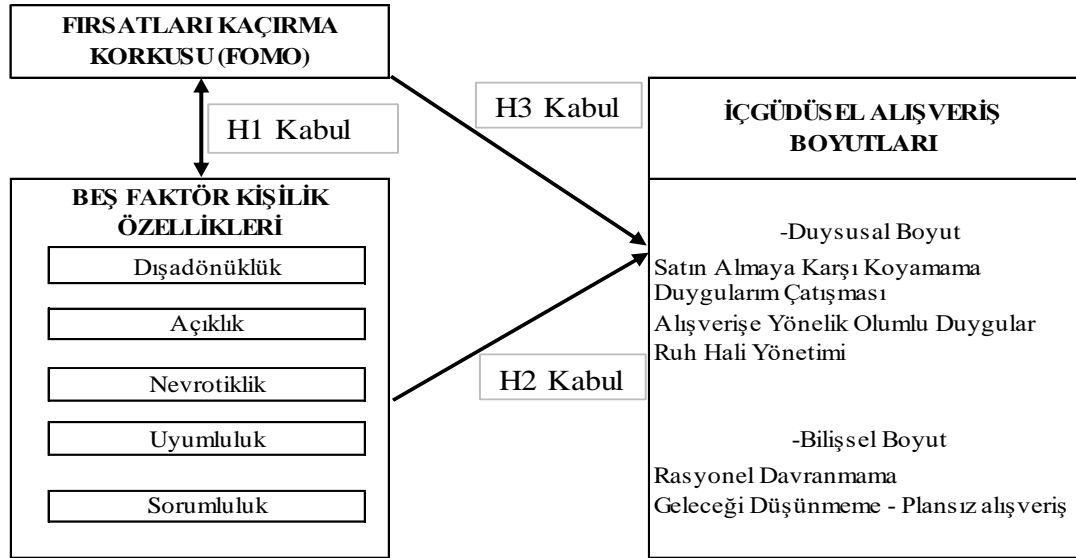 FIRSATLARI KAÇIRMA
KORKUSU (FOMO)
H1 Kabul
BEŞ FAKTÖR KİŞİLİK
ÖZELLİKLERİ
Dışadönüklük
Açıklık
Nevrotiklik
Uyumluluk
Sorumluluk
H3 Kabul
H2 Kabul
İÇGÜDÜSEL ALIŞVERİŞ
BOYUTLARI
-Duysusal Boyut
Satın Almaya Karşı Koyamama
Duygularım Çatışması
Alışverişe Yönelik Olumlu Duygular
Ruh Hali Yönetimi
-Bilişsel Boyut
Rasyonel Davranmama
Geleceği Düşünmeme - Plansız alışveriş